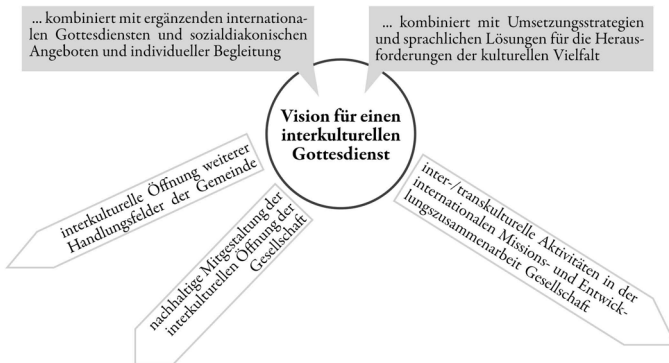 ... kombiniert mit ergänzenden internationa-
len Gottesdiensten und sozialdiakonischen
Angeboten und individueller Begleitung
... kombiniert mit Umsetzungsstrategien
und sprachlichen Lösungen für die Heraus-
forderungen der kulturellen Vielfalt
Vision für einen
interkulturellen
Gottesdienst
interkulturelle Öffnung weiterer
Handlungsfelder der Gemeinde
nachhaltige Mitgestaltung der
interkulturellen Öffnung der
Gesellschaft
inter-/transkulturelle Aktivitäten in der
internationalen Missions- und Entwick-
lungszusammenarbeit Gesellschaft